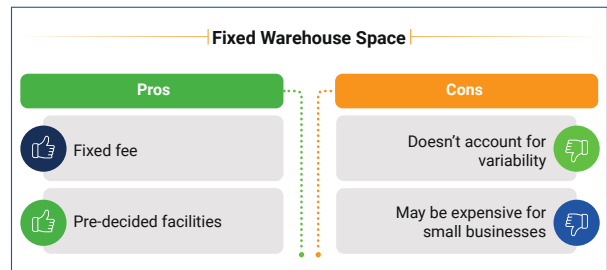 Fixed Warehouse Space
Pros
Fixed fee
Pre-decided facilities
Cons
Doesn't account for
variability
May be expensive for
small businesses